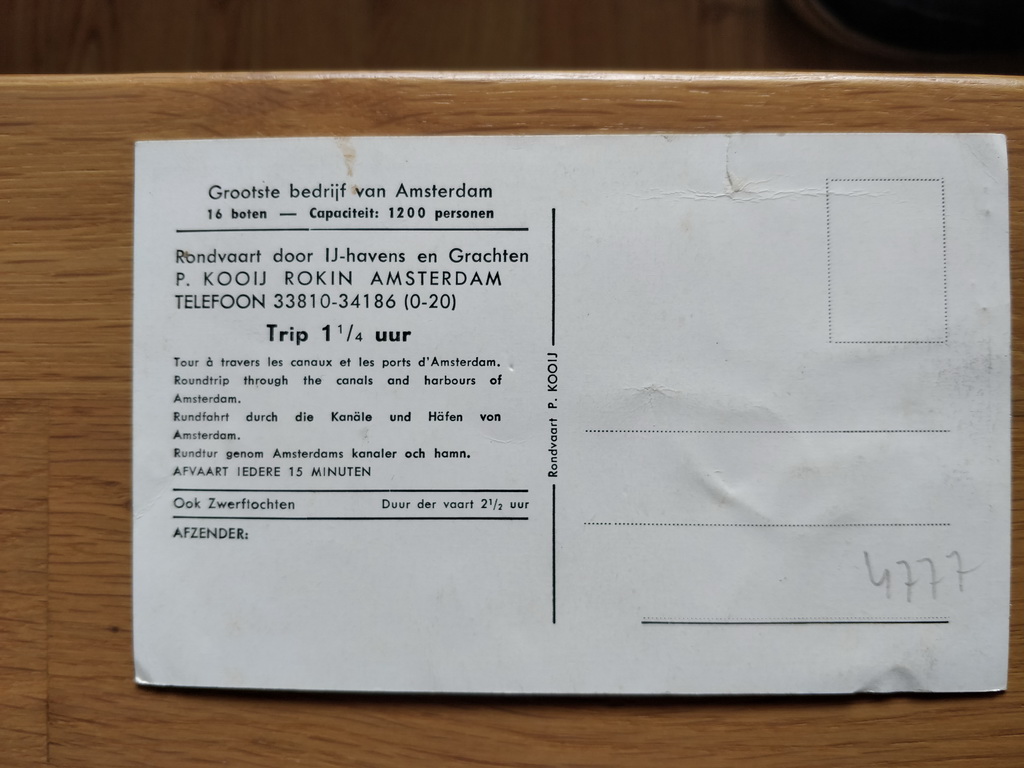 Grootste bedrijf van Amsterdam
16 boten — Capaciteit: 1200 personen
Rondvaart door IJ-havens en Grachten
P. KOOIJ ROKIN AMSTERDAM
TELEFOON 33810-34186 (0-20)
Trip 1 1/4 uur
Tour à travers les canaux et les ports d'Amsterdam.
Roundtrip through the canals and harbours of
Amsterdam.
Rundfahrt durch die Kanäle und Häfen von
Amsterdam.
Rundtur genom Amsterdams kanaler och hamn.
AFVAART IEDERE 15 MINUTEN
Ook Zwerftochten Duur der vaart 2 1/2 uur
AFZENDER:
Rondvaart P. KOOIJ
4777